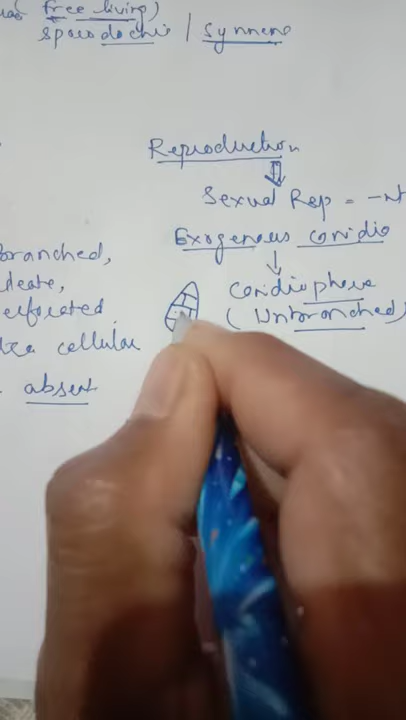 free living)
sporodochia / synnema
Reproduction
Sexual Rep = -nt
Exogenous conidia
branched,
Conidiophore
(Unbranched)
cellular
absent